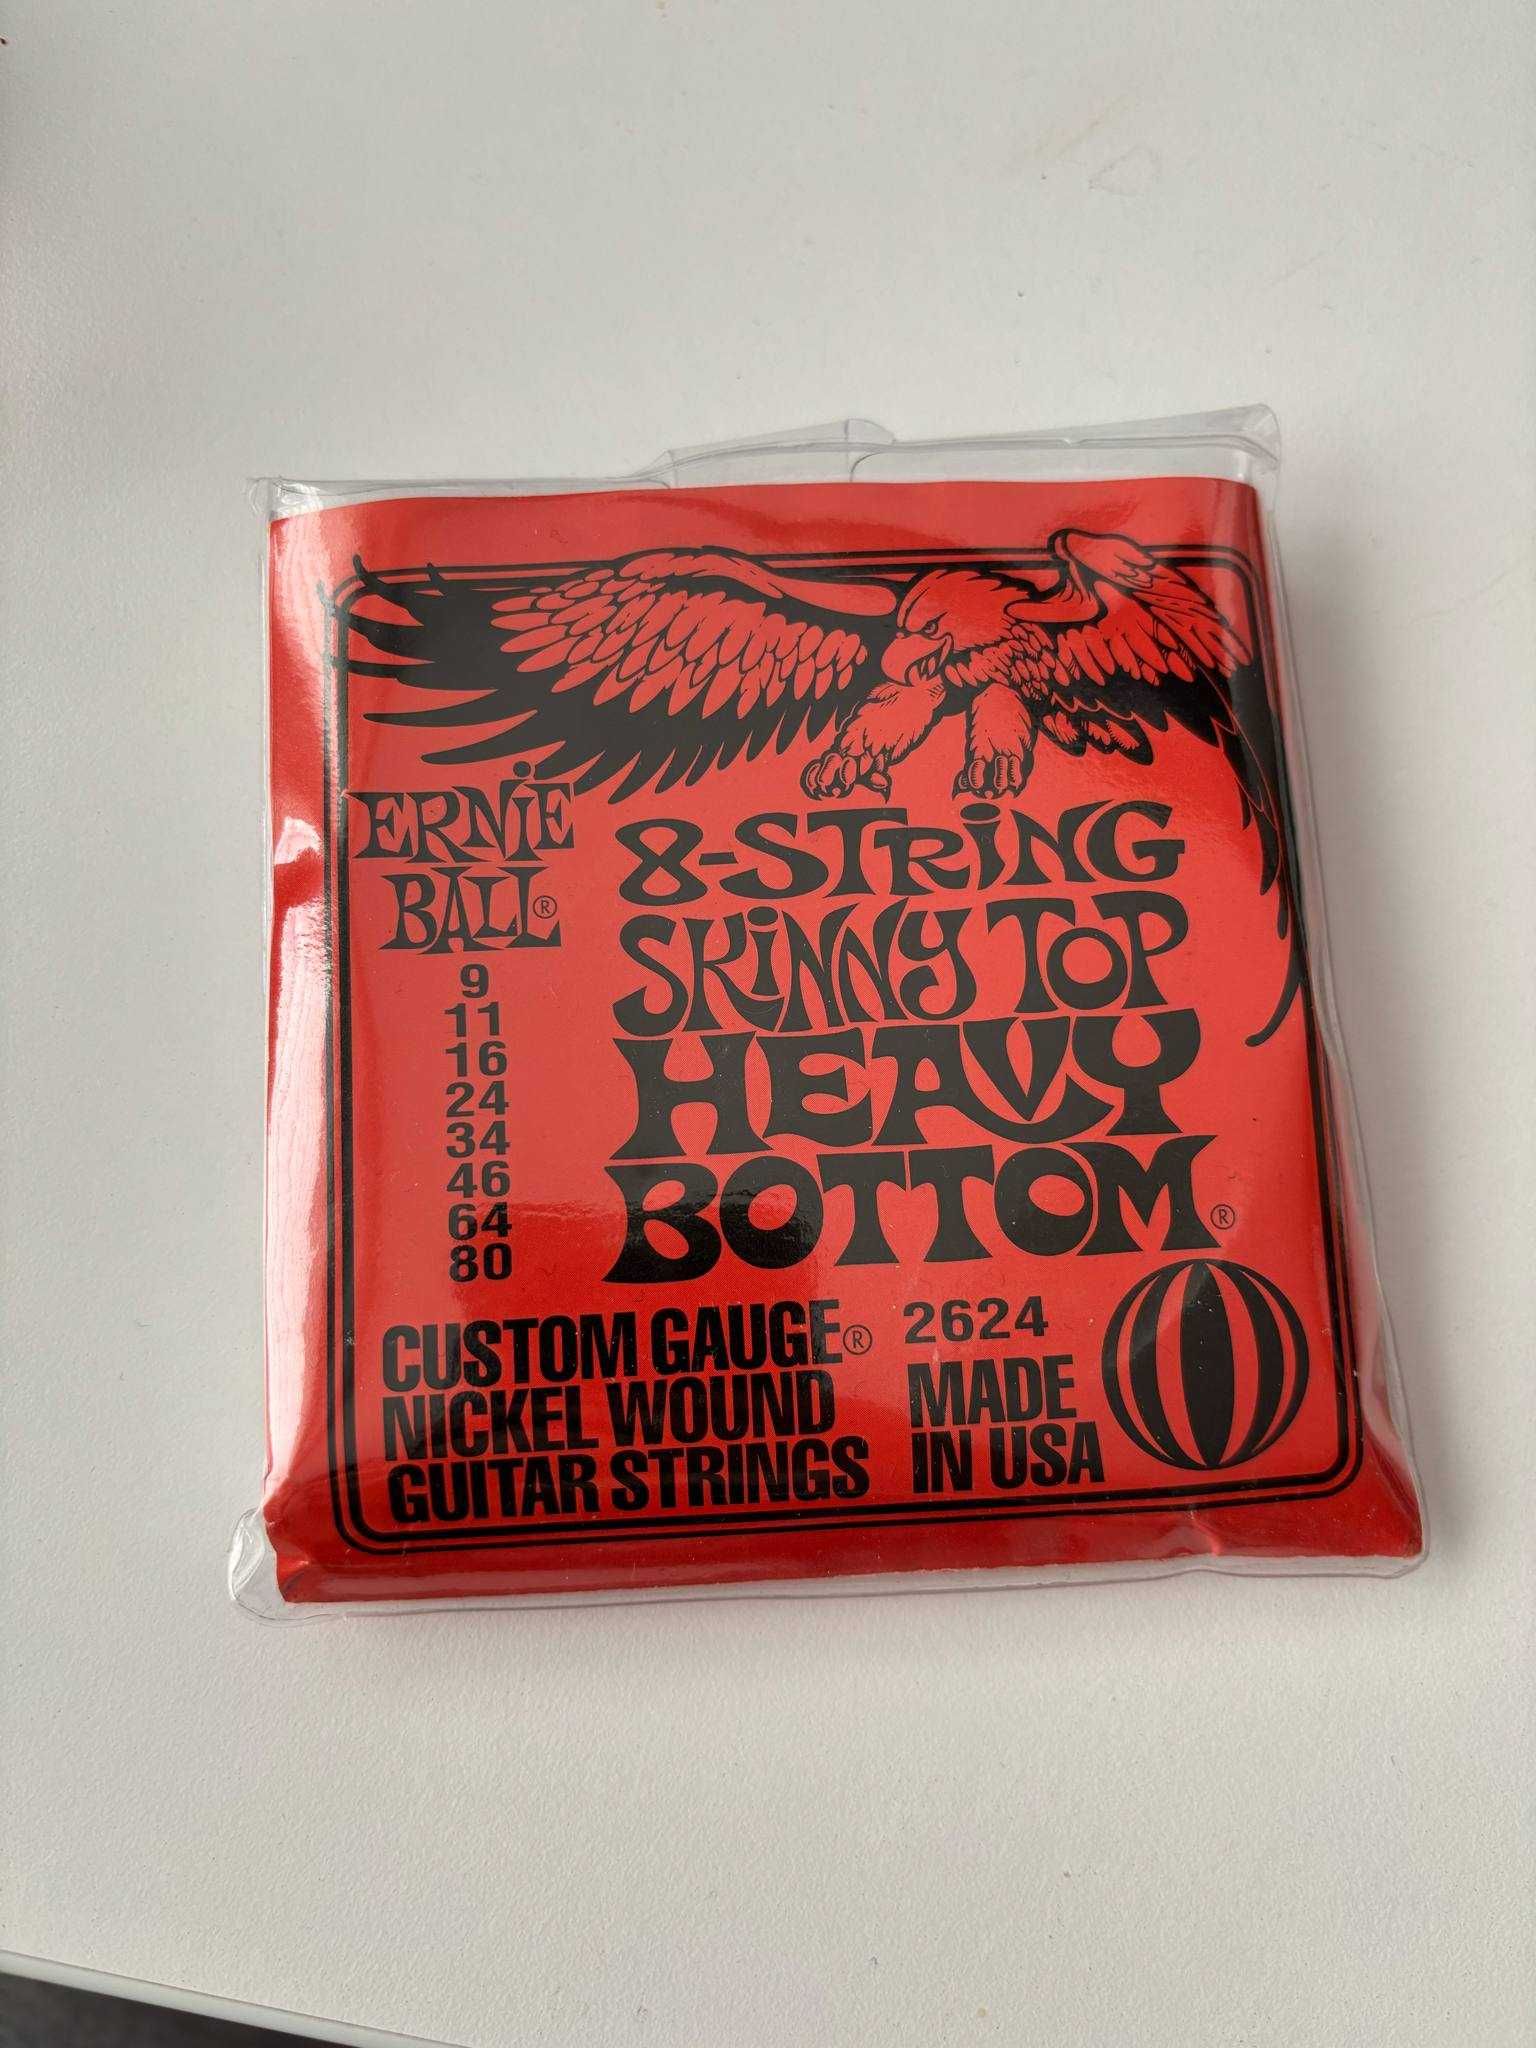 ERNIE
BALL®
9
11
16
24
34
46
64
80
8-STRING
SKINNY TOP
HEAVY
BOTTOM®
CUSTOM GAUGE®
NICKEL WOUND
GUITAR STRINGS
2624
MADE
IN USA